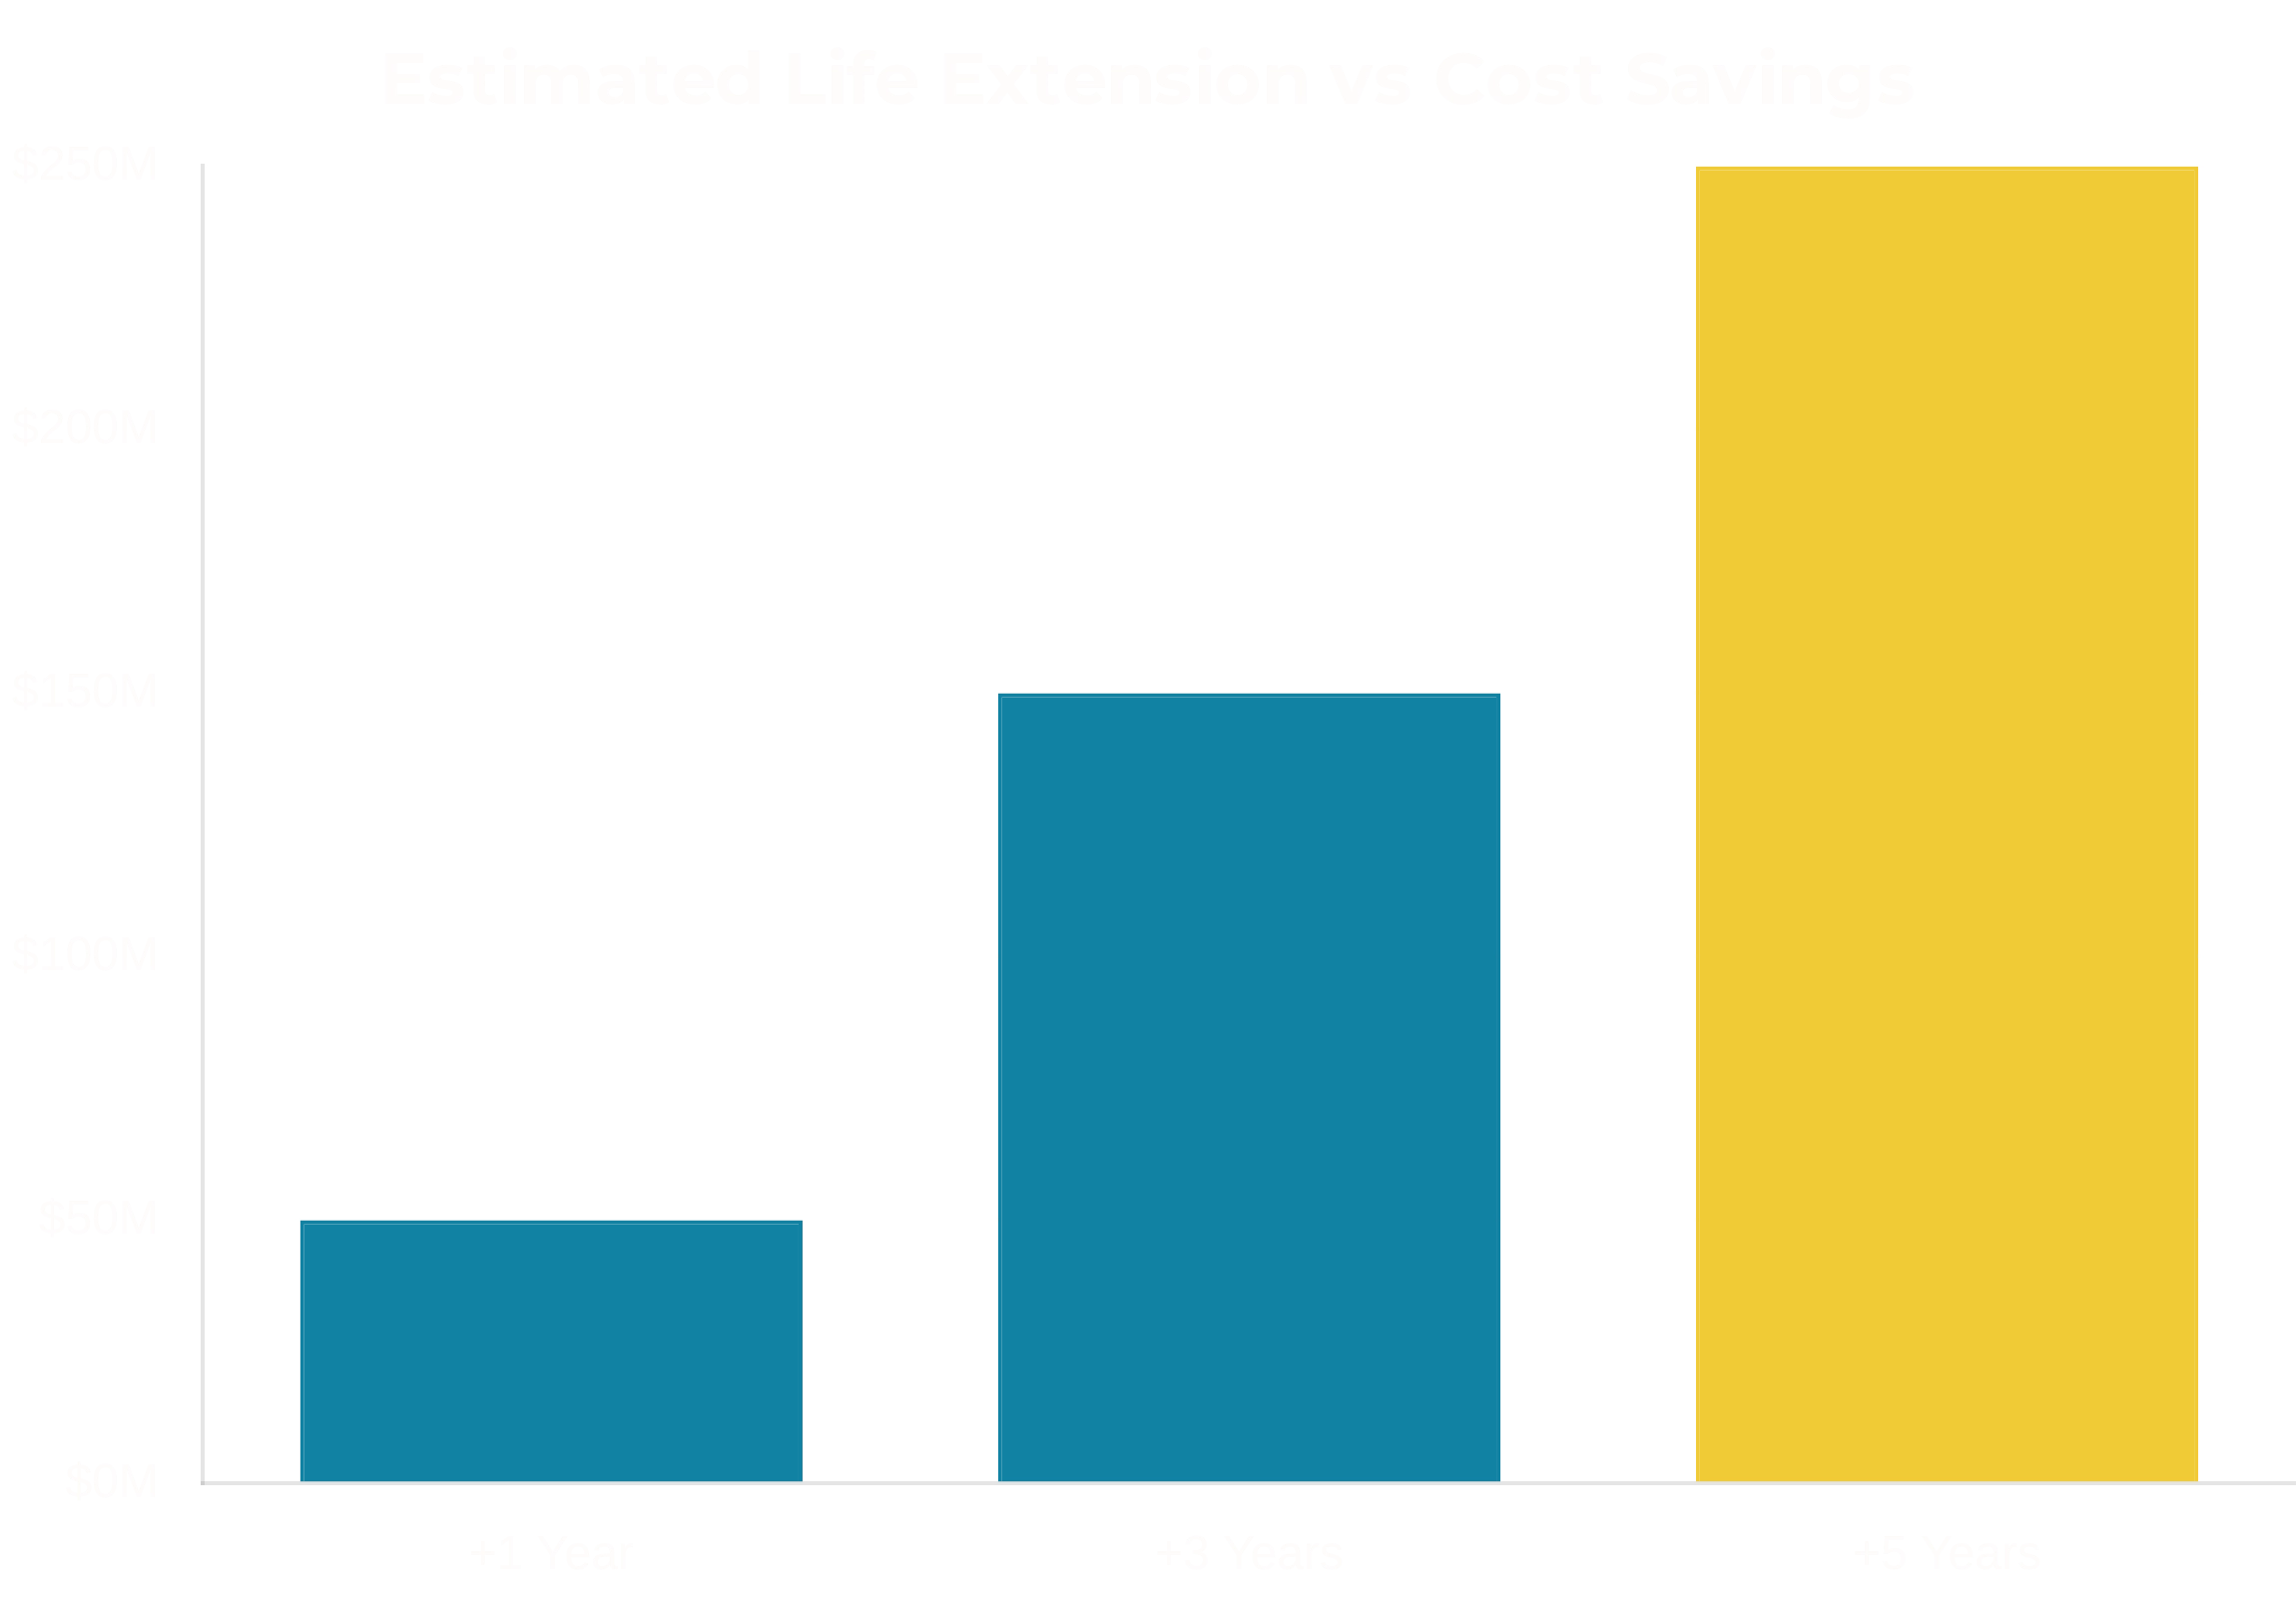 Estimated Life Extension vs Cost Savings
$250M
$200M
$150M
$100M
$50M
$0M
+1 Year
+3 Years
+5 Years